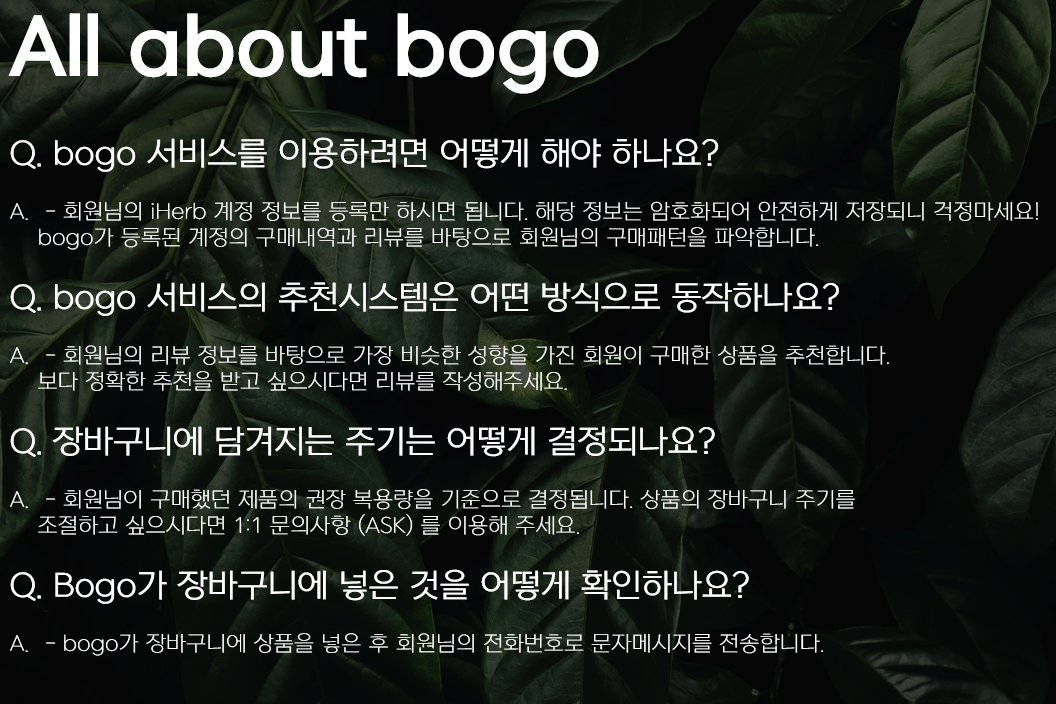 All about bogo
Q. bogo 서비스를 이용하려면 어떻게 해야 하나요?
A. - 회원님의 iHerb 계정 정보를 등록만 하시면 됩니다. 해당 정보는 암호화되어 안전하게 저장되니 걱정마세요!
bogo가 등록된 계정의 구매내역과 리뷰를 바탕으로 회원님의 구매패턴을 파악합니다.
Q. bogo 서비스의 추천시스템은 어떤 방식으로 동작하나요?
A. - 회원님의 리뷰 정보를 바탕으로 가장 비슷한 성향을 가진 회원이 구매한 상품을 추천합니다.
보다 정확한 추천을 받고 싶으시다면 리뷰를 작성해주세요.
Q. 장바구니에 담겨지는 주기는 어떻게 결정되나요?
A. - 회원님이 구매했던 제품의 권장 복용량을 기준으로 결정됩니다. 상품의 장바구니 주기를
조절하고 싶으시다면 1:1 문의사항 (ASK) 를 이용해 주세요.
Q. Bogo가 장바구니에 넣은 것을 어떻게 확인하나요?
A. - bogo가 장바구니에 상품을 넣은 후 회원님의 전화번호로 문자메시지를 전송합니다.